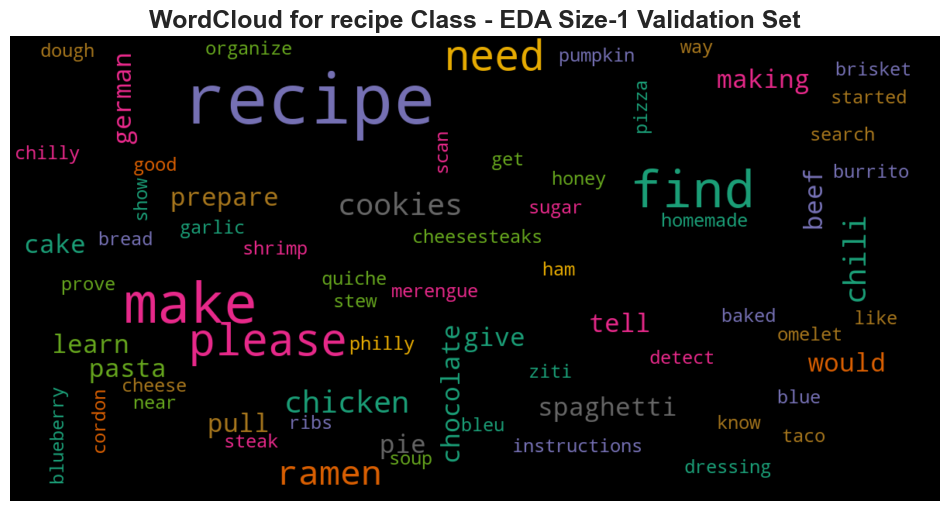 WordCloud for recipe Class - EDA Size-1 Validation Set
dough
organize
need
way
pumpkin
making
brisket
german
recipe
pizza
started
search
chilly
good
scan
get
honey
find
burrito
show
prepare
cookies
sugar
homemade
beef
garlic
cake
bread
shrimp
cheesesteaks
chili
ham
prove
quiche
merengue
stew
make
please
philly
give
tell
baked
like
omelet
learn
pasta
chocolate
detect
would
ziti
cheese
near
chicken
spaghetti
blue
blueberry
cordon
pull
ribs
bleu
know
taco
steak
pie
soup
instructions
ramen
dressing